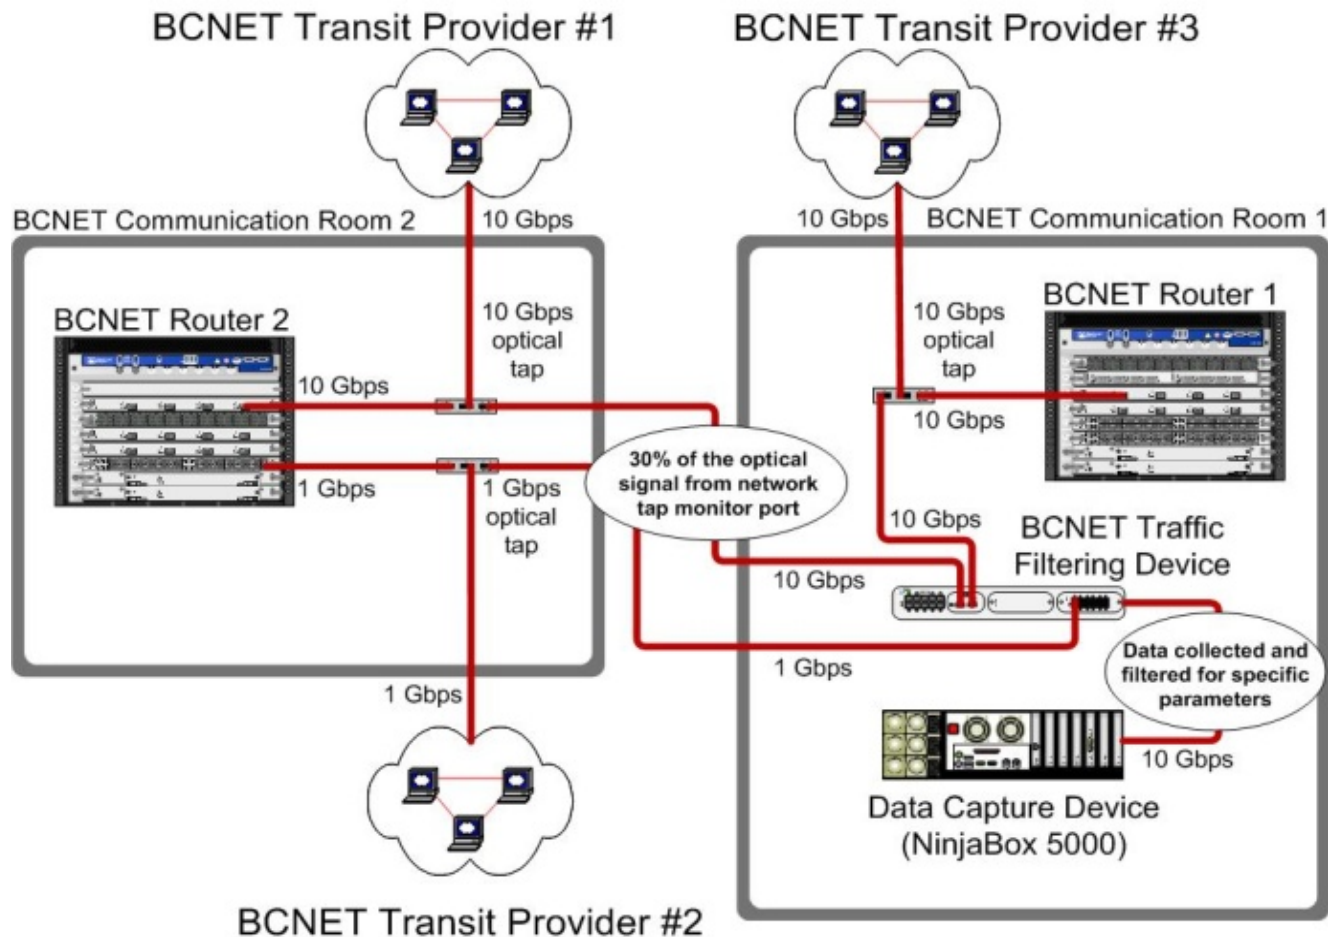 BCNET Transit Provider #1
BCNET Transit Provider #3
10 Gbps
10 Gbps
BCNET Communication Room 2
BCNET Communication Room 1
BCNET Router 2
10 Gbps
optical
tap
10 Gbps
1 Gbps
1 Gbps
optical
tap
10 Gbps
optical
tap
BCNET Router 1
10 Gbps
30% of the optical
signal from network
tap monitor port
10 Gbps
BCNET Traffic
Filtering Device
10 Gbps
1 Gbps
Data collected and
filtered for specific
parameters
1 Gbps
10 Gbps
Data Capture Device
(NinjaBox 5000)
BCNET Transit Provider #2